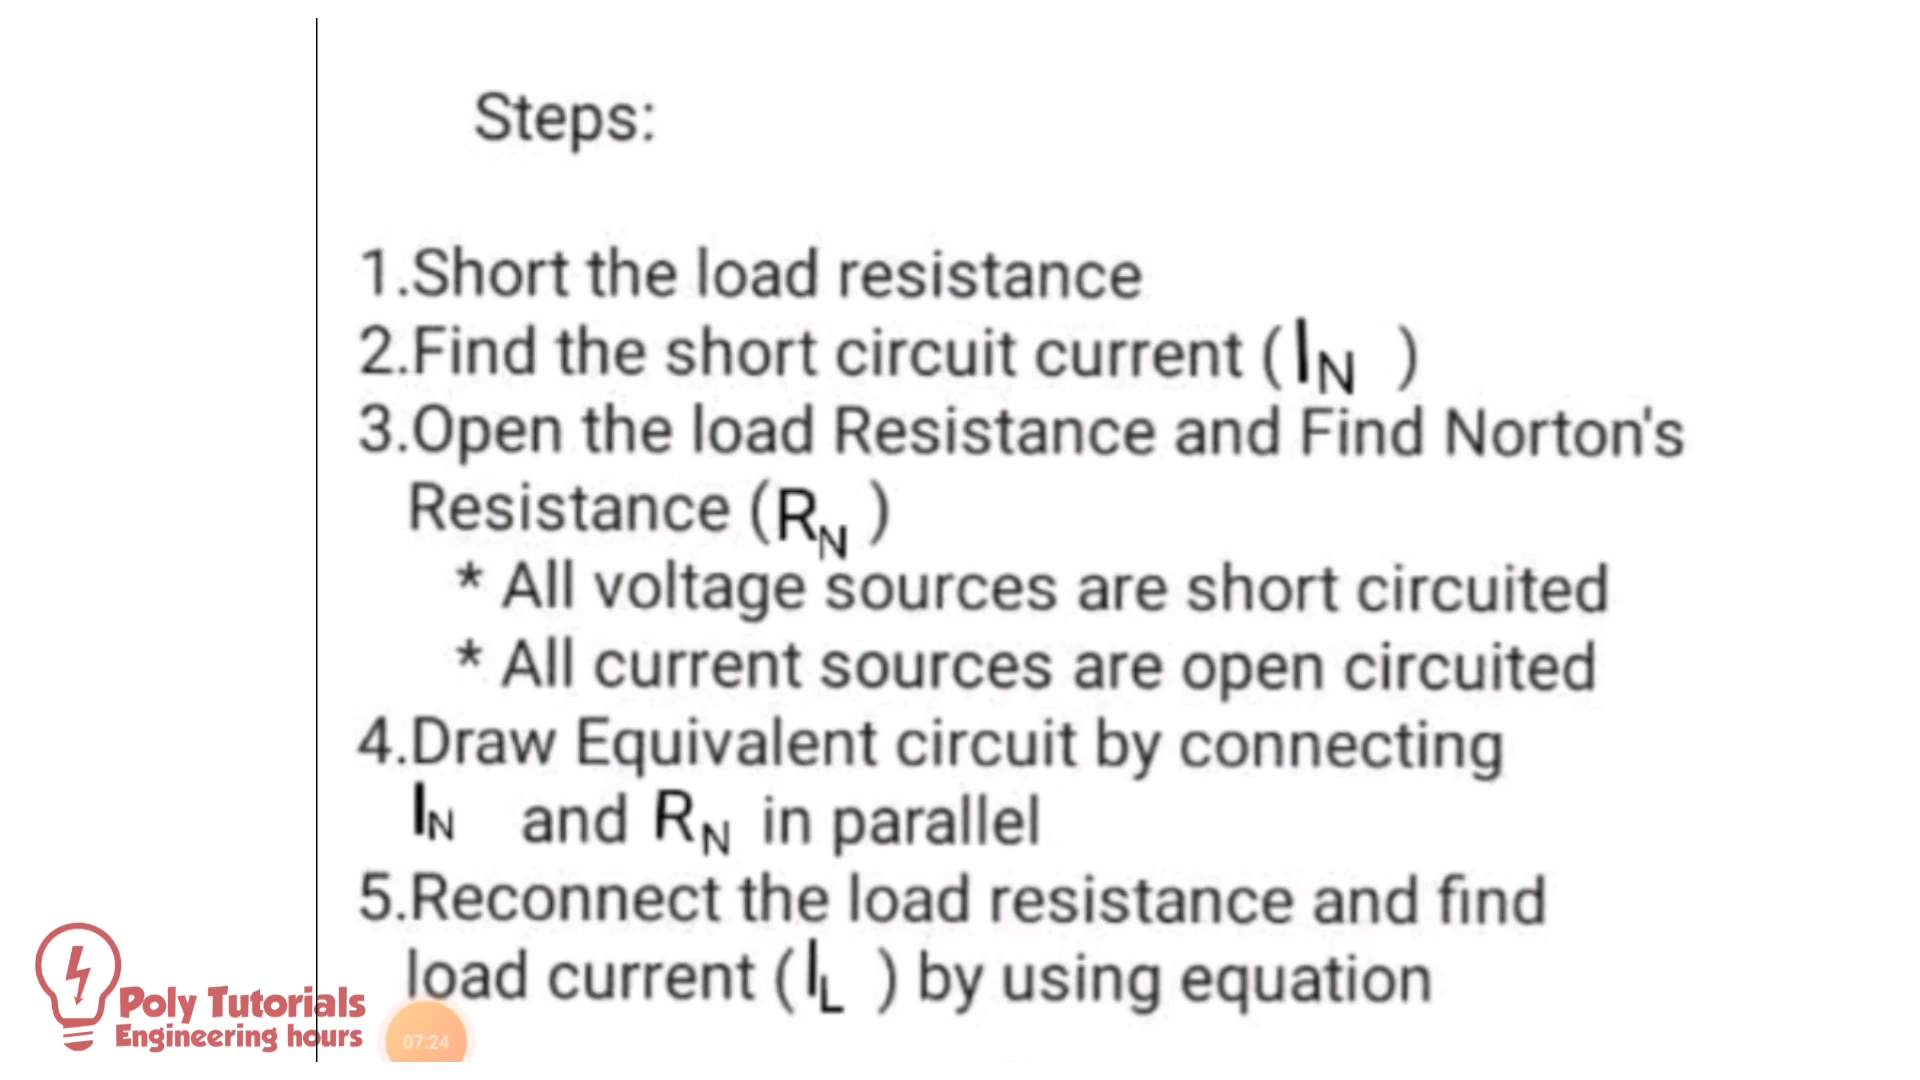 Steps:
1.Short the load resistance
2.Find the short circuit current (IN )
3.Open the load Resistance and Find Norton's
Resistance (RN )
* All voltage sources are short circuited
* All current sources are open circuited
4.Draw Equivalent circuit by connecting
IN and RN in parallel
5.Reconnect the load resistance and find
load current (IL ) by using equation
Poly Tutorials
Engineering hours
07:24